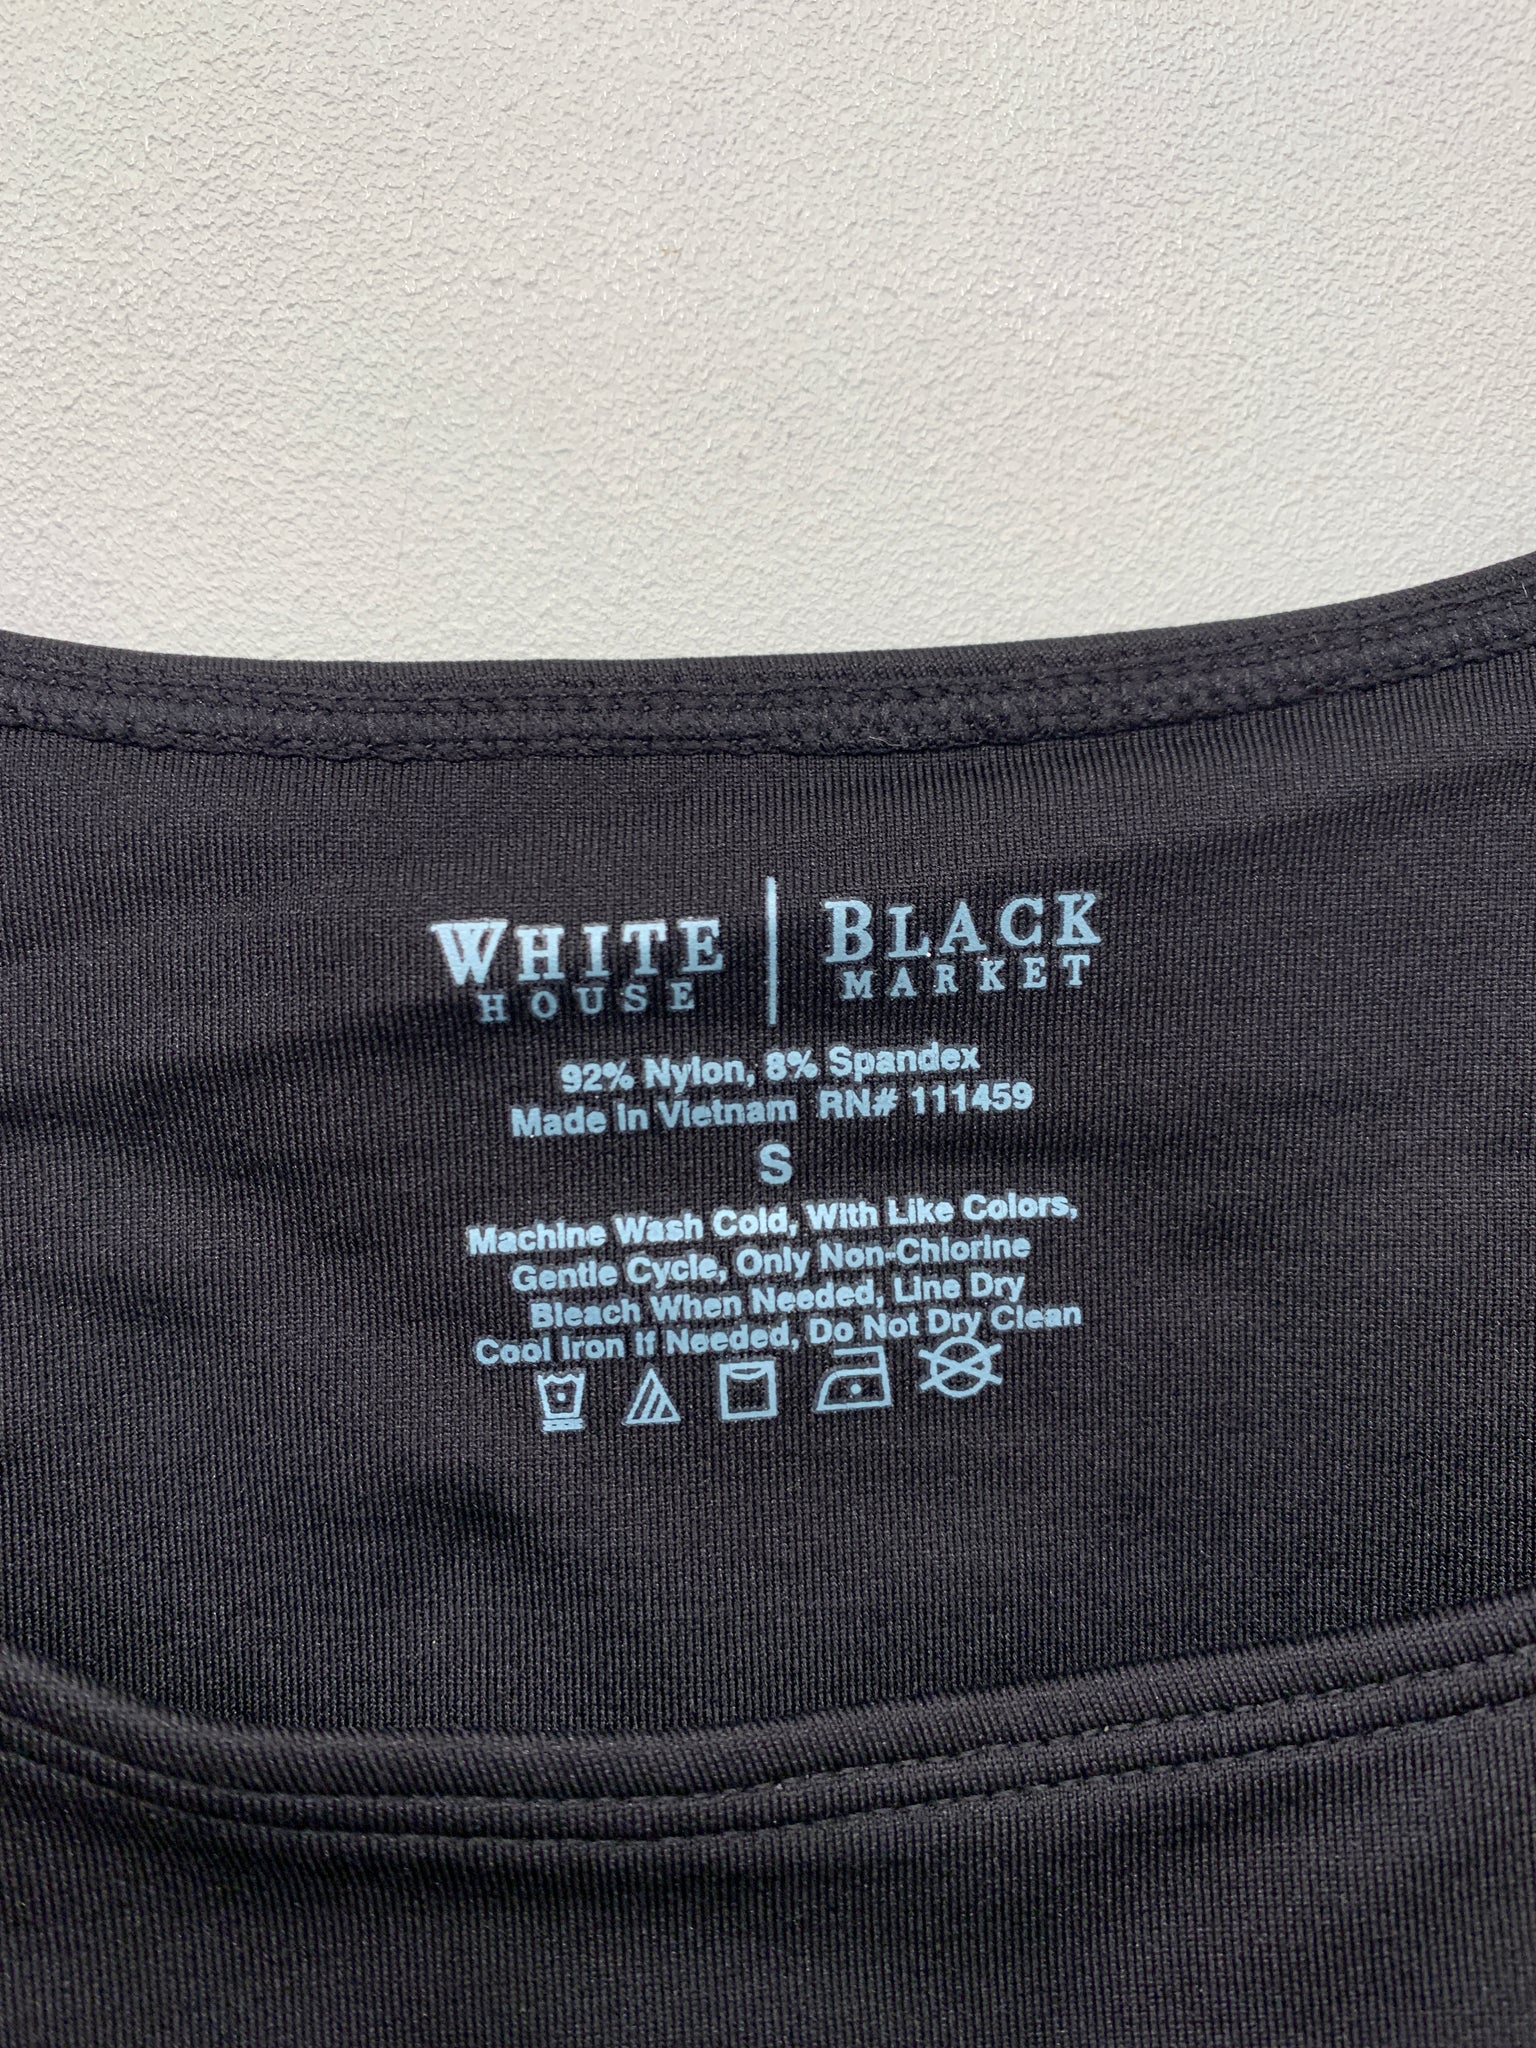 WHITE | BLACK
HOUSE MARKET
92% Nylon, 8% Spandex
Made in Vietnam RN# 111459
S
Machine Wash Cold, With Like Colors,
Gentle Cycle, Only Non-Chlorine
Bleach When Needed, Line Dry
Cool Iron If Needed, Do Not Dry Clean